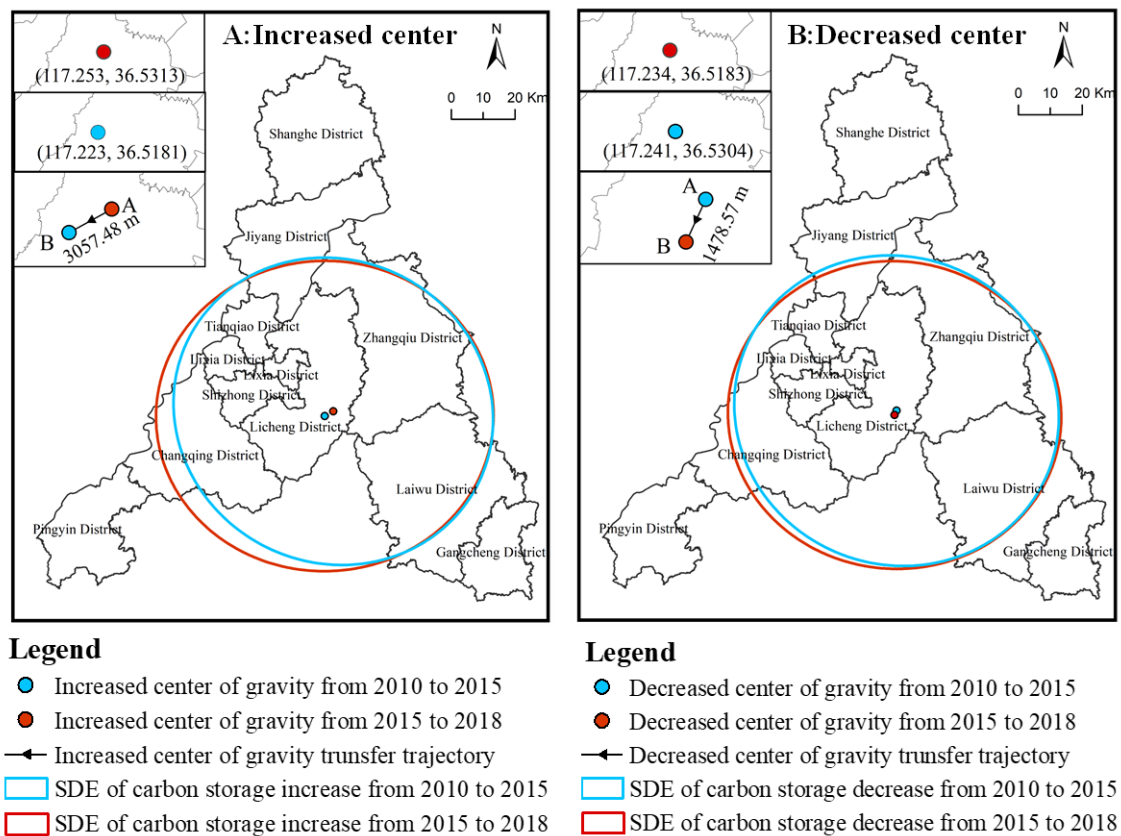 A:Increased center
(117.253, 36.5313)
(117.223, 36.5181)
A
B
3057.48 m
N
0 10 20 Km
Shanghe District
Jiyang District
Tianqiao District
Zhangqiu District
Lixia District
Lixia District
Shizhong District
Licheng District
Changqing District
Laiwu District
Pingyin District
Gangcheng District
B:Decreased center
(117.234, 36.5183)
(117.241, 36.5304)
A
B
1478.57 m
N
0 10 20 Km
Shanghe District
Jiyang District
Tianqiao District
Zhangqiu District
Lixia District
Lixia District
Shizhong District
Licheng District
Changqing District
Laiwu District
Pingyin District
Gangcheng District
Legend
Increased center of gravity from 2010 to 2015
Increased center of gravity from 2015 to 2018
Increased center of gravity transfer trajectory
SDE of carbon storage increase from 2010 to 2015
SDE of carbon storage increase from 2015 to 2018
Legend
Decreased center of gravity from 2010 to 2015
Decreased center of gravity from 2015 to 2018
Decreased center of gravity transfer trajectory
SDE of carbon storage decrease from 2010 to 2015
SDE of carbon storage decrease from 2015 to 2018